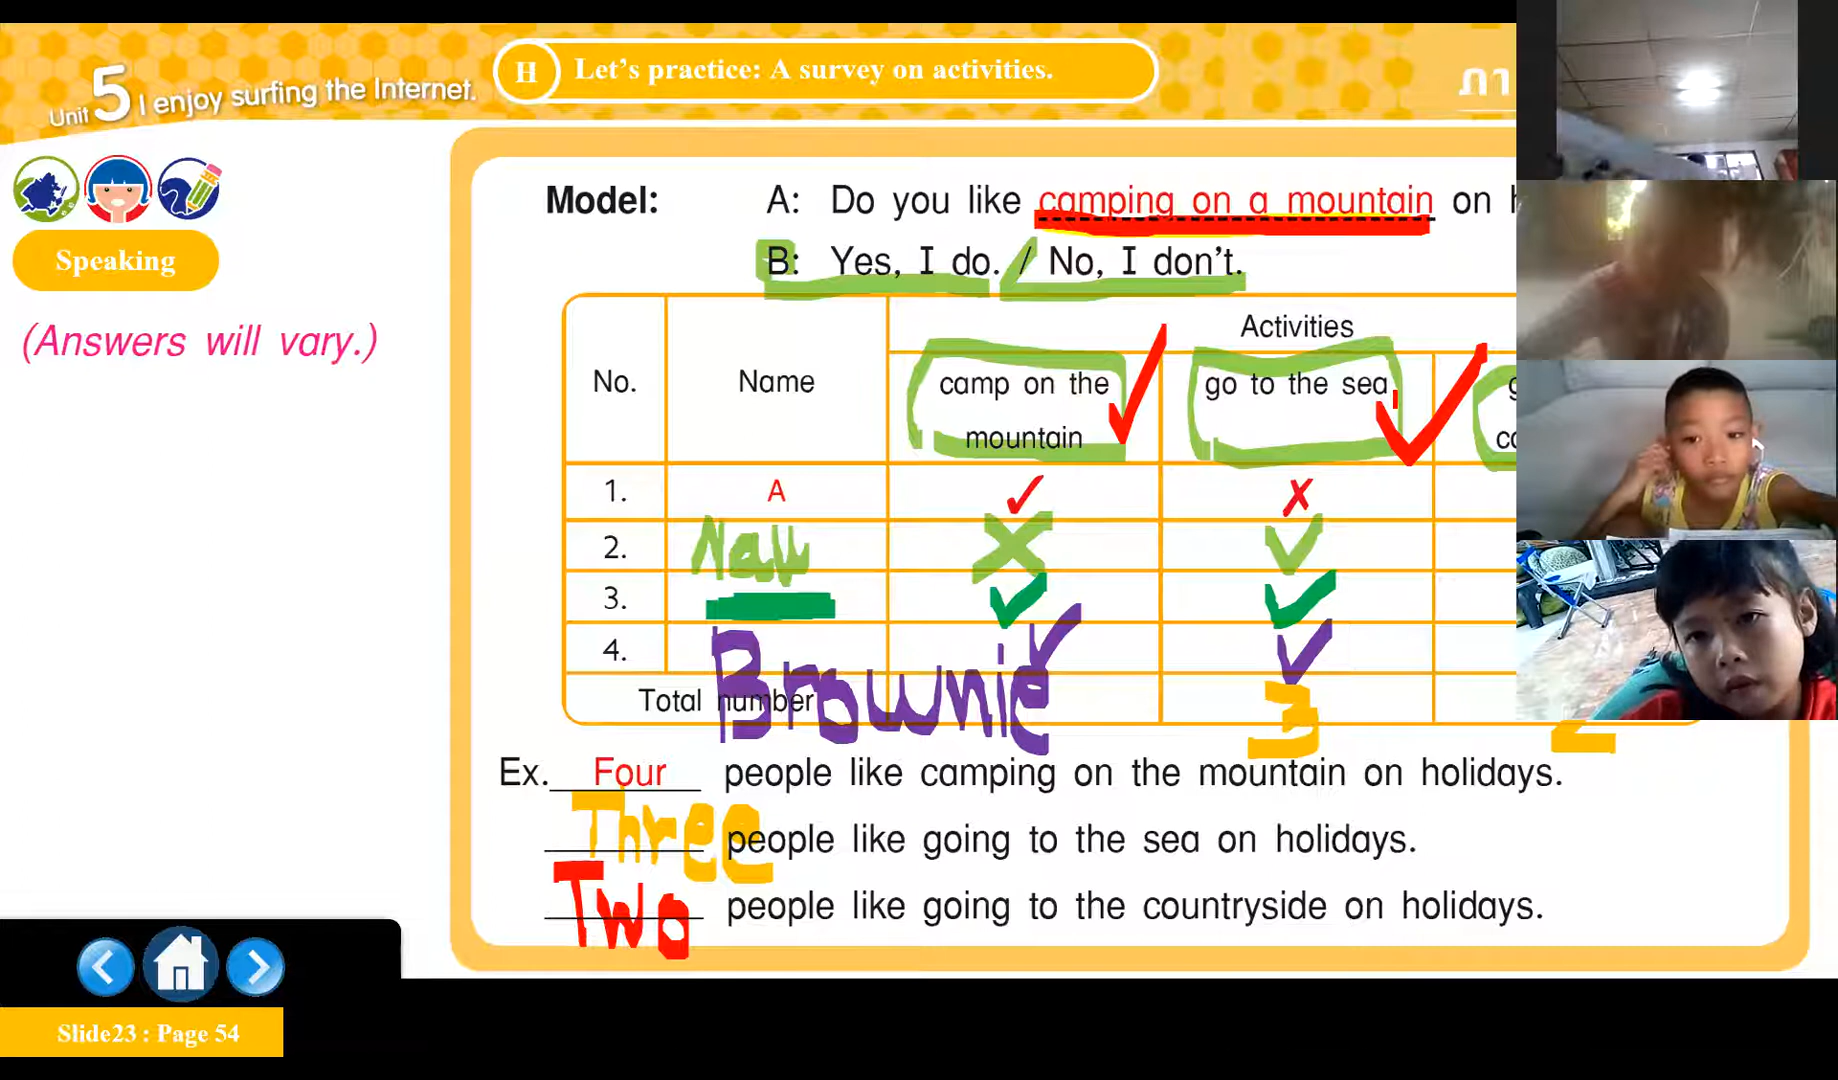 Unit 5 I enjoy surfing the Internet.
H Let's practice: A survey on activities.
ภา
Speaking
(Answers will vary.)
Model: A: Do you like camping on a mountain on h
B: Yes, I do. / No, I don't.
No. Name Activities
camp on the mountain go to the sea
1. A ✓ ✗
2. ✗ ✓
3. ✓ ✓
4. Brownie ✓ ✓
Total number 3 2
Ex. Four people like camping on the mountain on holidays.
Three people like going to the sea on holidays.
Two people like going to the countryside on holidays.
Slide23 : Page 54